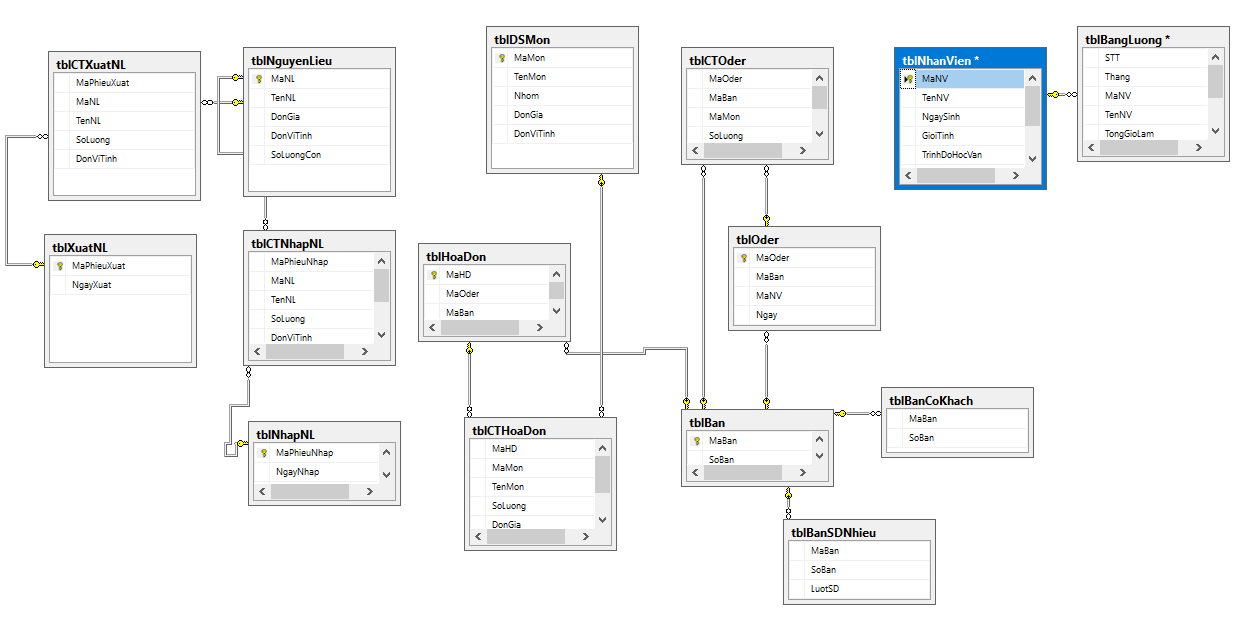 tblCTXuatNL
MaPhieuXuat
MaNL
TenNL
SoLuong
DonViTinh
tblNguyenLieu
MaNL
TenNL
DonGia
DonViTinh
SoLuongCon
tblDSMon
MaMon
TenMon
Nhom
DonGia
DonViTinh
tblCTOder
MaOder
MaBan
MaMon
SoLuong
tblNhanVien *
MaNV
TenNV
NgaySinh
GioiTinh
TrinhDoHocVan
tblBangLuong *
STT
Thang
MaNV
TenNV
TongGioLam
tblXuatNL
MaPhieuXuat
NgayXuat
tblCTNhapNL
MaPhieuNhap
MaNL
TenNL
SoLuong
DonViTinh
tblHoaDon
MaHD
MaOder
MaBan
tblOder
MaOder
MaBan
MaNV
Ngay
tblNhapNL
MaPhieuNhap
NgayNhap
tblCTHoaDon
MaHD
MaMon
TenMon
SoLuong
DonGia
tblBan
MaBan
SoBan
tblBanCoKhach
MaBan
SoBan
tblBanSDNhieu
MaBan
SoBan
LuotSD